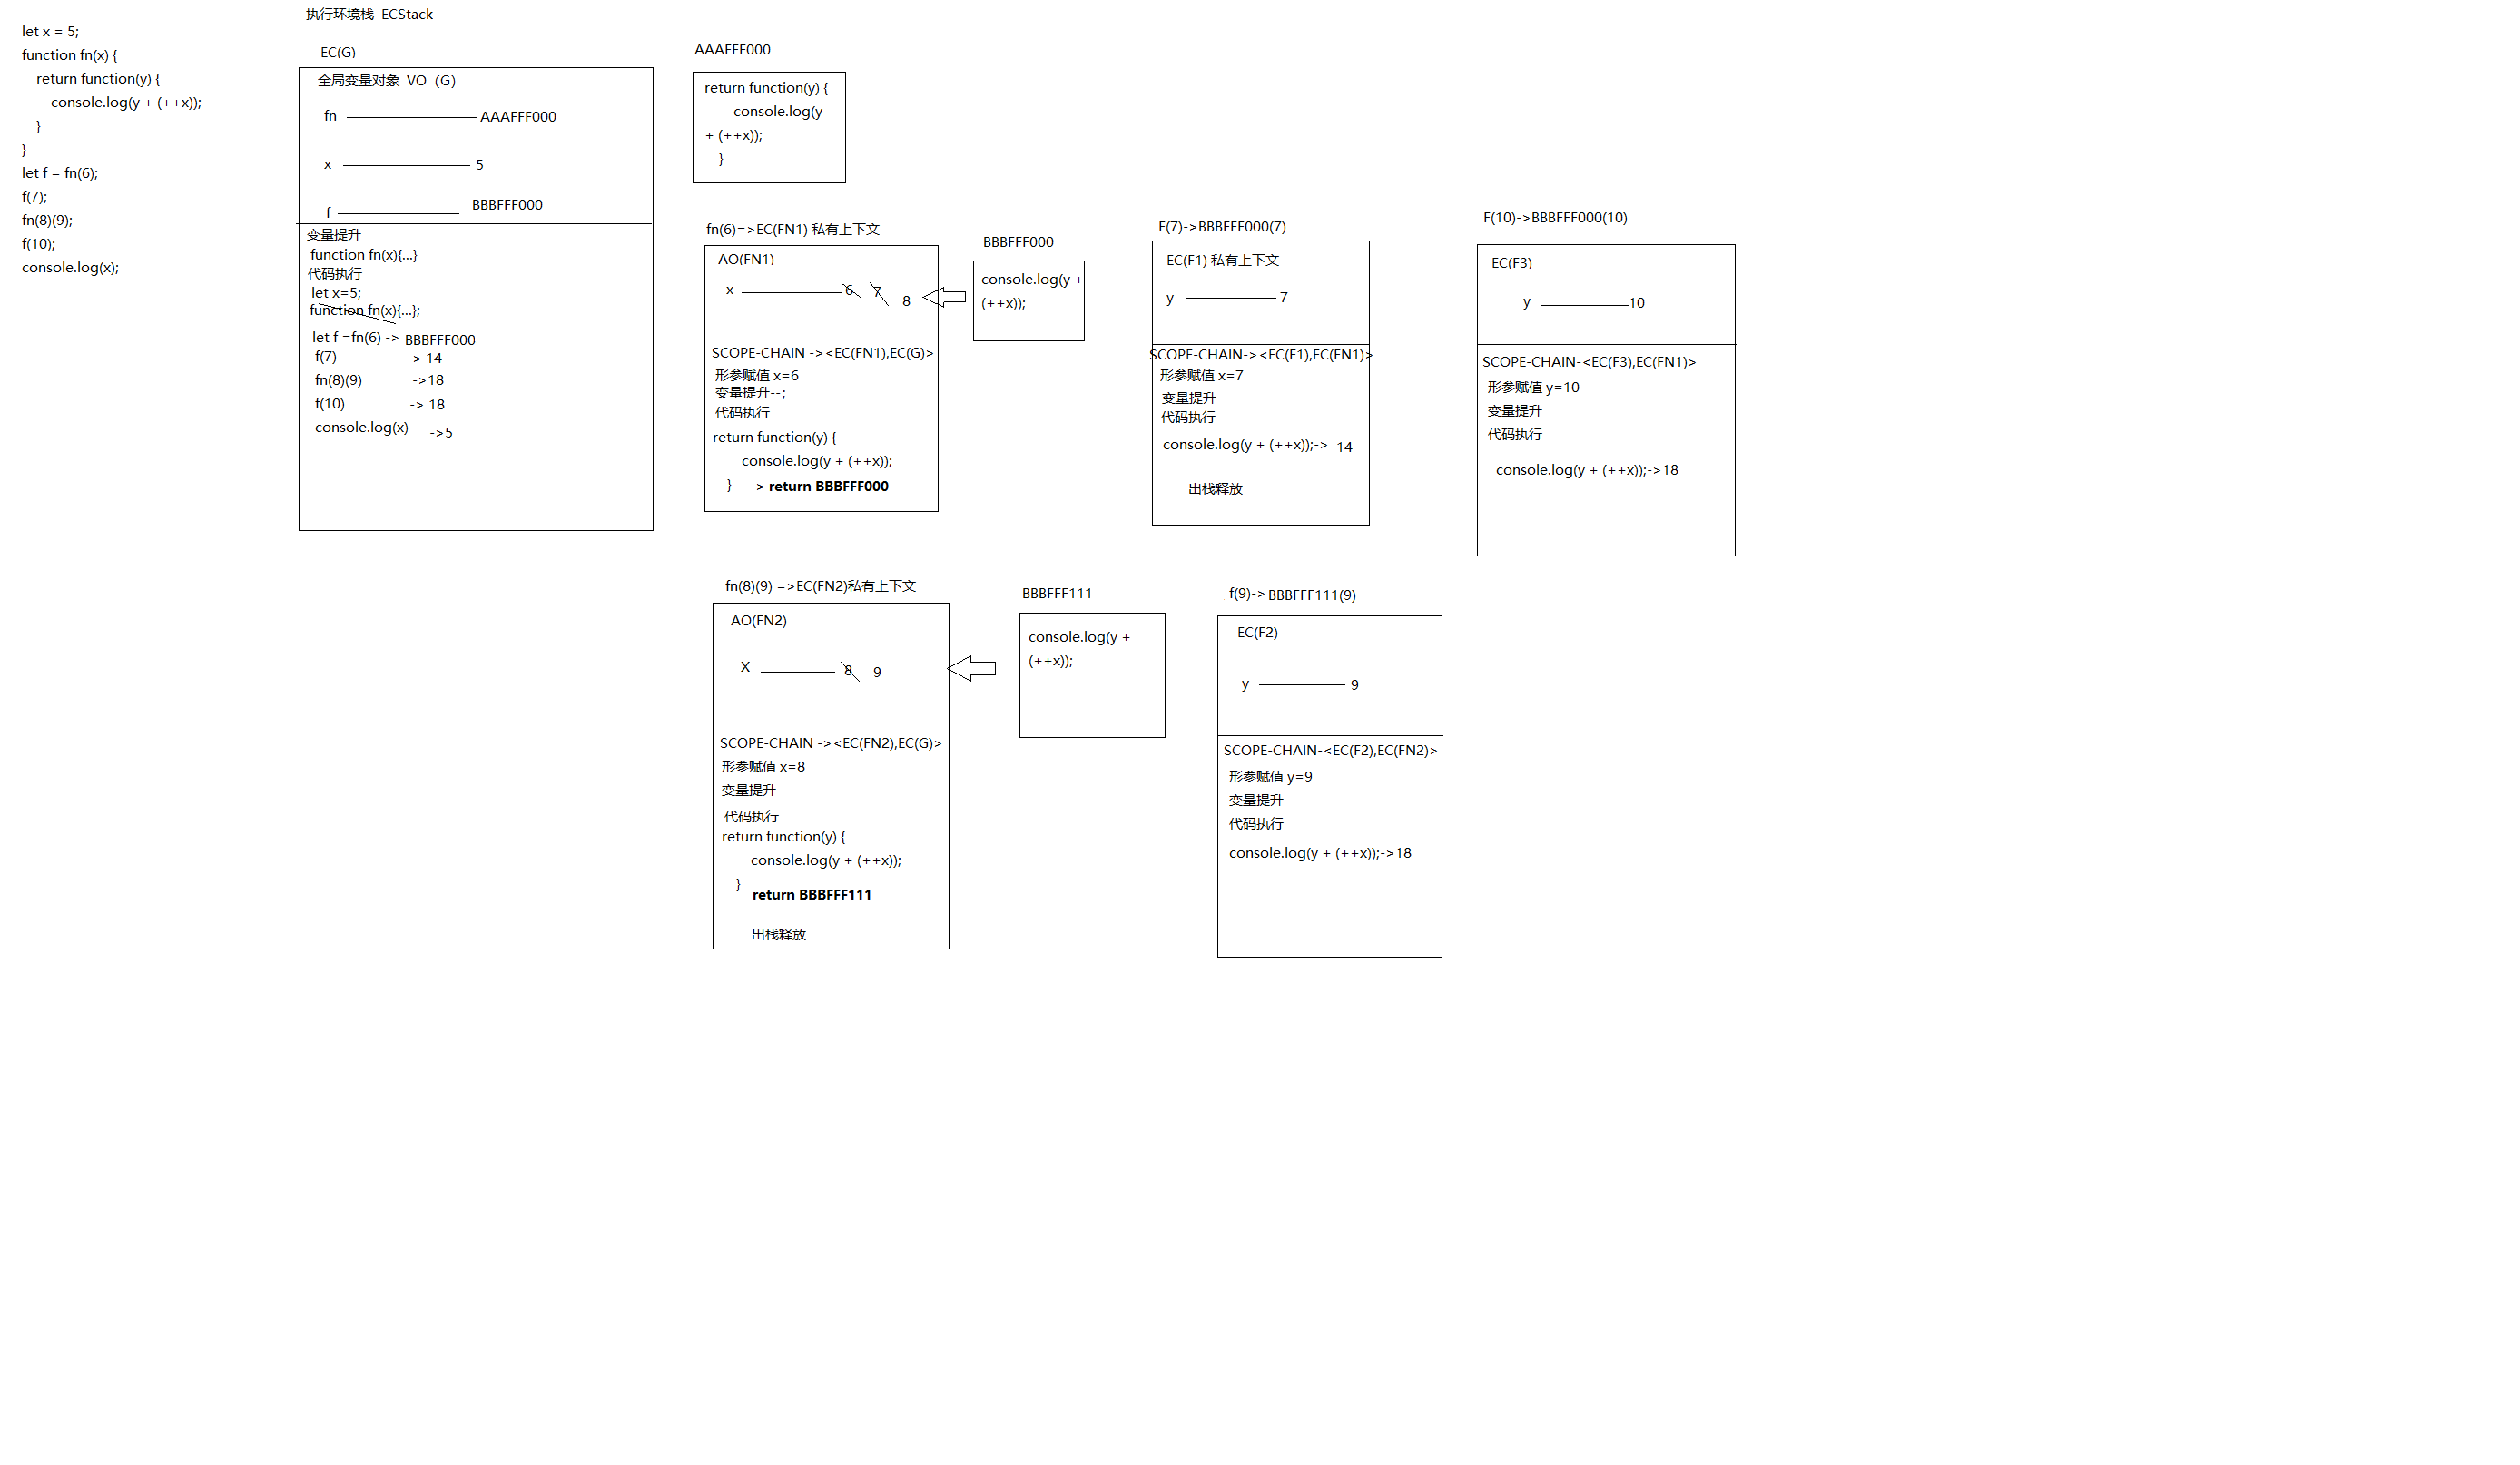 let x = 5;
function fn(x) {
return function(y) {
console.log(y + (++x));
}
}
let f = fn(6);
f(7);
fn(8)(9);
f(10);
console.log(x);
执行环境栈 ECStack
EC(G)
全局变量对象 VO（G）
fn AAAFFF000
x 5
f BBBFFF000
变量提升
function fn(x){...}
代码执行
let x=5;
function fn(x){...};
let f =fn(6) -> BBBFFF000
f(7) -> 14
fn(8)(9) ->18
f(10) -> 18
console.log(x) ->5
AAAFFF000
return function(y) {
console.log(y
+ (++x));
}
fn(6)=>EC(FN1) 私有上下文
AO(FN1)
x 6 7 8
SCOPE-CHAIN -><EC(FN1),EC(G)>
形参赋值 x=6
变量提升--;
代码执行
return function(y) {
console.log(y + (++x));
} -> return BBBFFF000
BBBFFF000
console.log(y +
(++x));
F(7)->BBBFFF000(7)
EC(F1) 私有上下文
y 7
SCOPE-CHAIN-><EC(F1),EC(FN1)>
形参赋值 x=7
变量提升
代码执行
console.log(y + (++x));-> 14
出栈释放
F(10)->BBBFFF000(10)
EC(F3)
y 10
SCOPE-CHAIN-<EC(F3),EC(FN1)>
形参赋值 y=10
变量提升
代码执行
console.log(y + (++x));->18
fn(8)(9) =>EC(FN2)私有上下文
AO(FN2)
X 8 9
SCOPE-CHAIN -><EC(FN2),EC(G)>
形参赋值 x=8
变量提升
代码执行
return function(y) {
console.log(y + (++x));
}
return BBBFFF111
出栈释放
BBBFFF111
console.log(y +
(++x));
f(9)-> BBBFFF111(9)
EC(F2)
y 9
SCOPE-CHAIN-<EC(F2),EC(FN2)>
形参赋值 y=9
变量提升
代码执行
console.log(y + (++x));->18